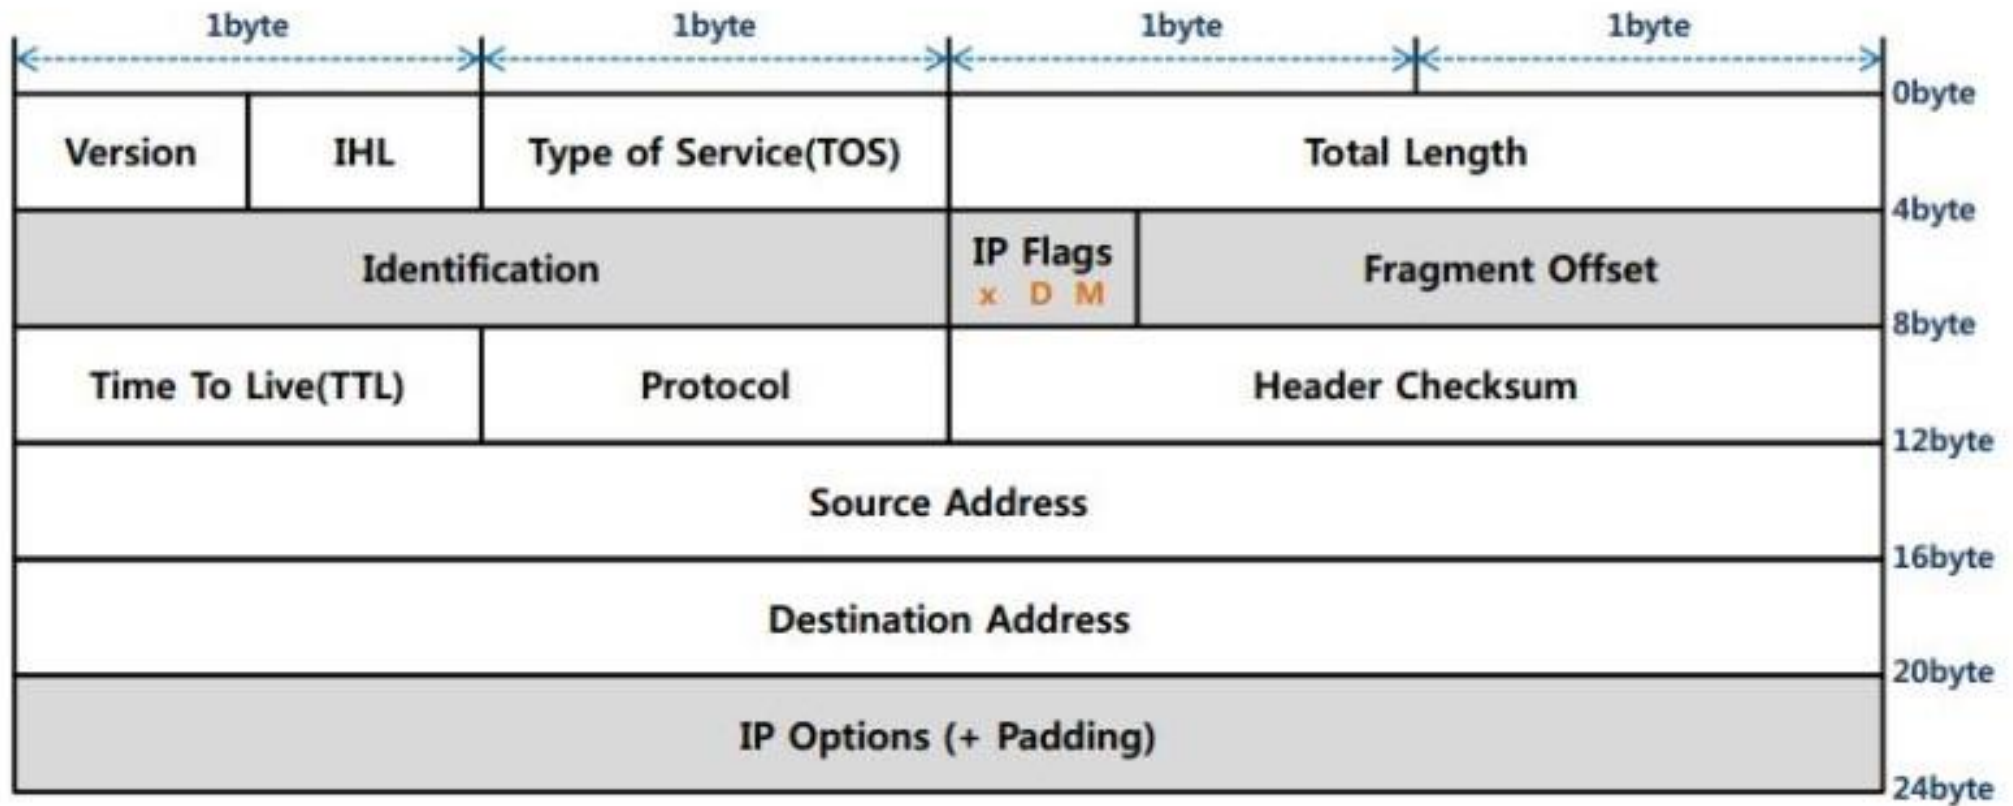 1byte 1byte 1byte 1byte
0byte
Version IHL Type of Service(TOS) Total Length
4byte
Identification IP Flags Fragment Offset
x D M
8byte
Time To Live(TTL) Protocol Header Checksum
12byte
Source Address
16byte
Destination Address
20byte
IP Options (+ Padding)
24byte